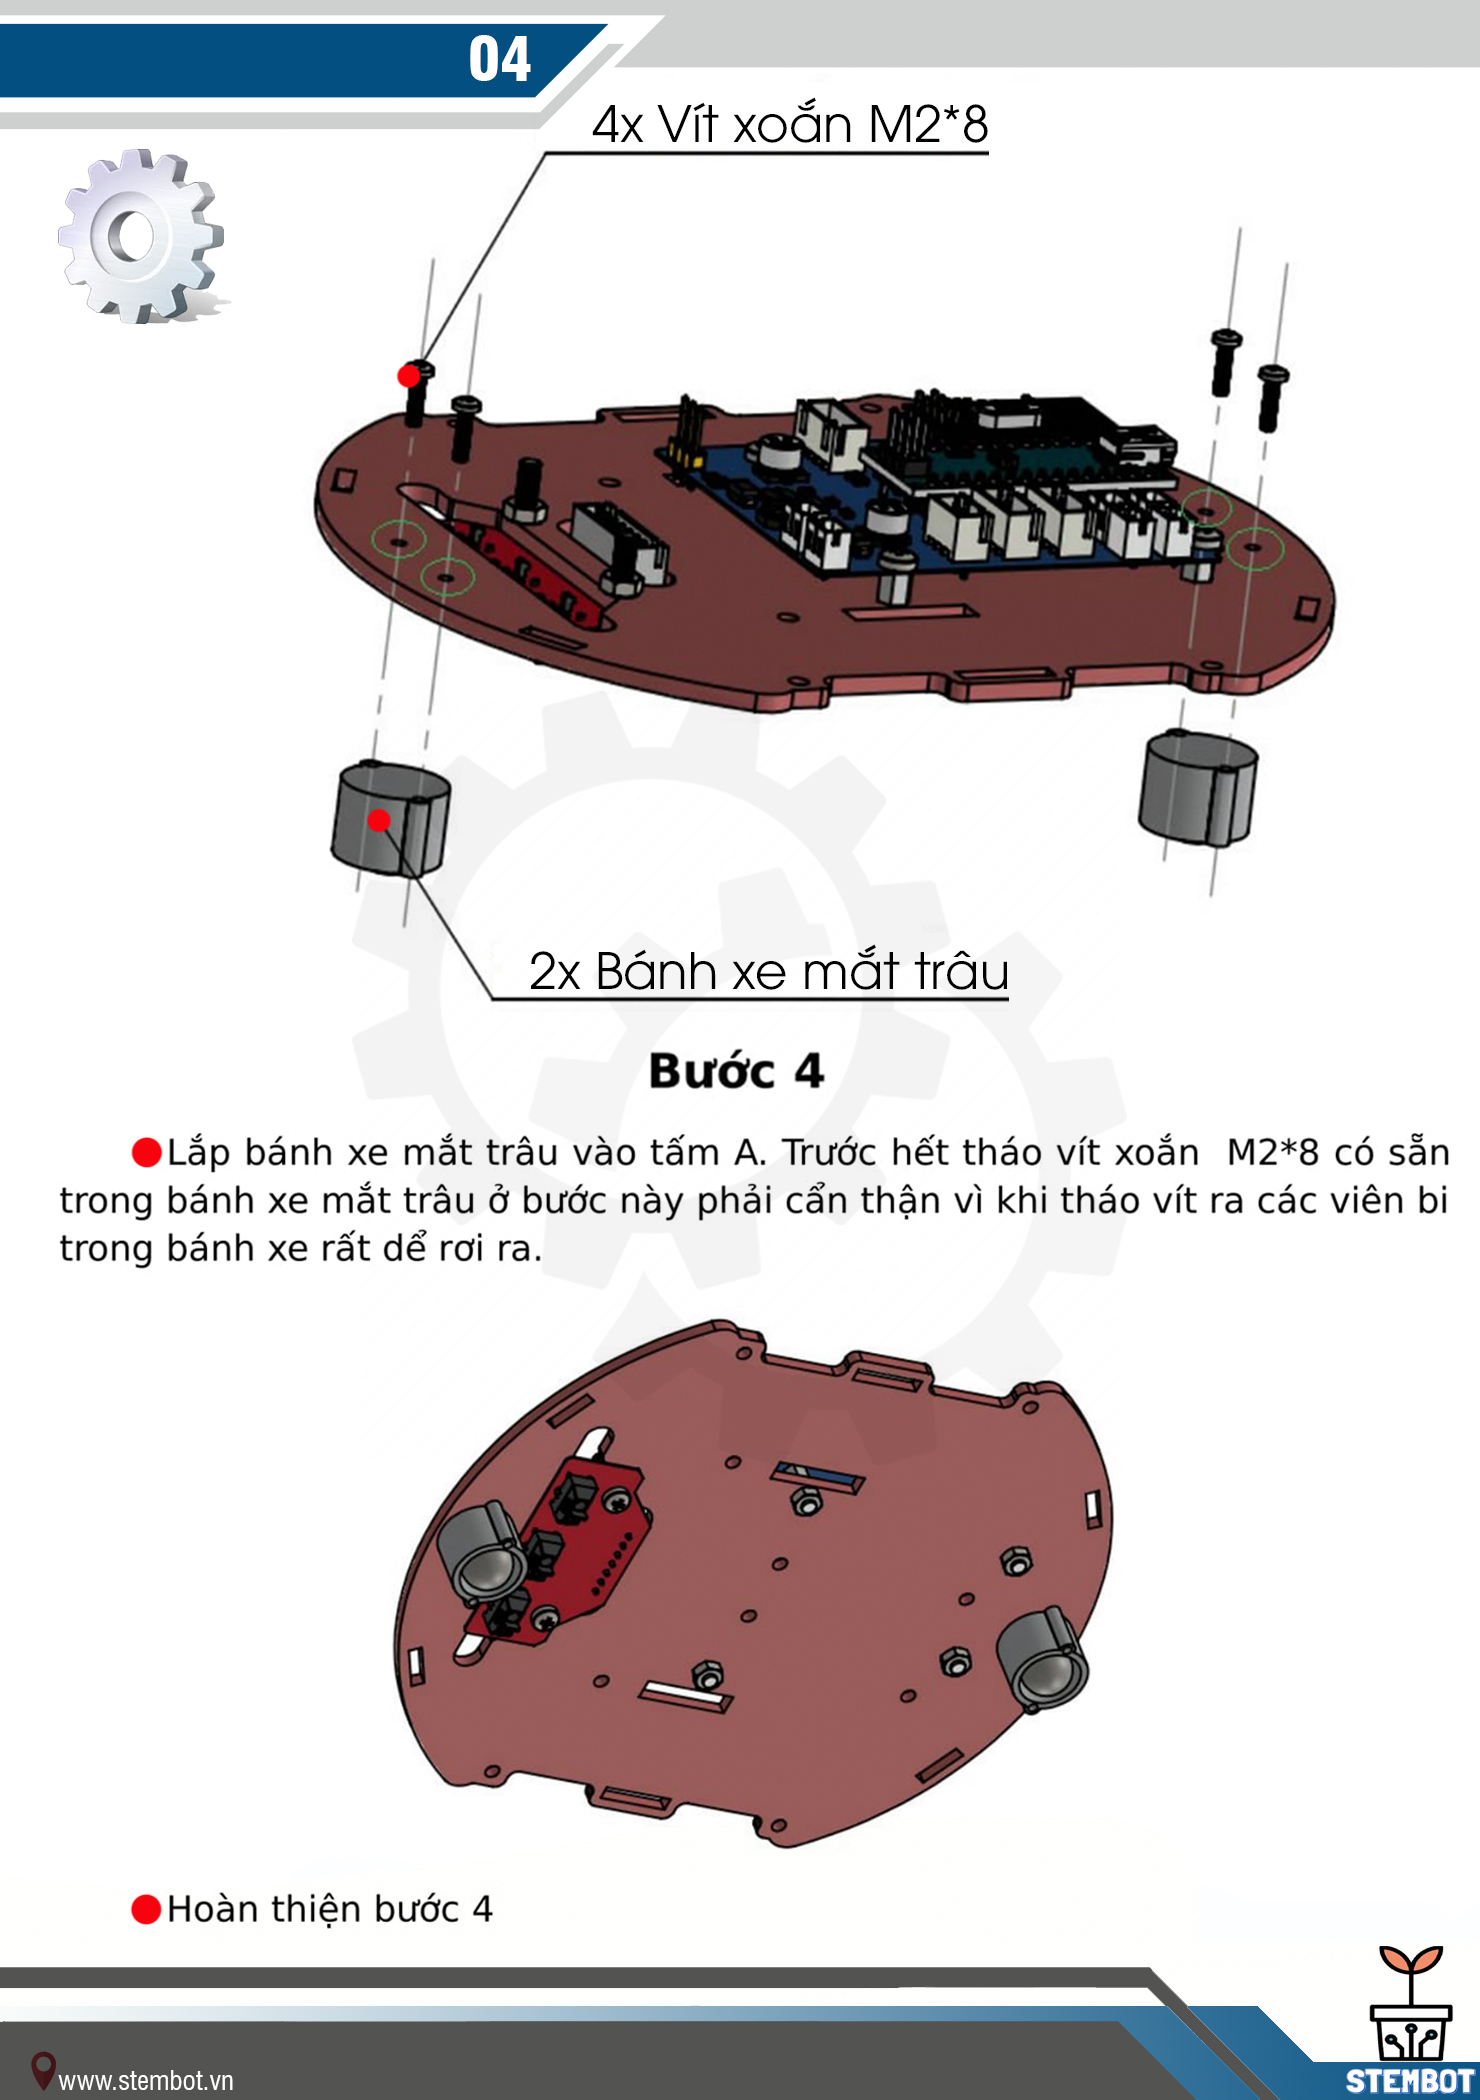 04
4x Vít xoắn M2*8
2x Bánh xe mắt trâu
Bước 4
Lắp bánh xe mắt trâu vào tấm A. Trước hết tháo vít xoắn M2*8 có sẵn
trong bánh xe mắt trâu ở bước này phải cẩn thận vì khi tháo vít ra các viên bi
trong bánh xe rất dể rơi ra.
Hoàn thiện bước 4
www.stembot.vn
STEMBOT